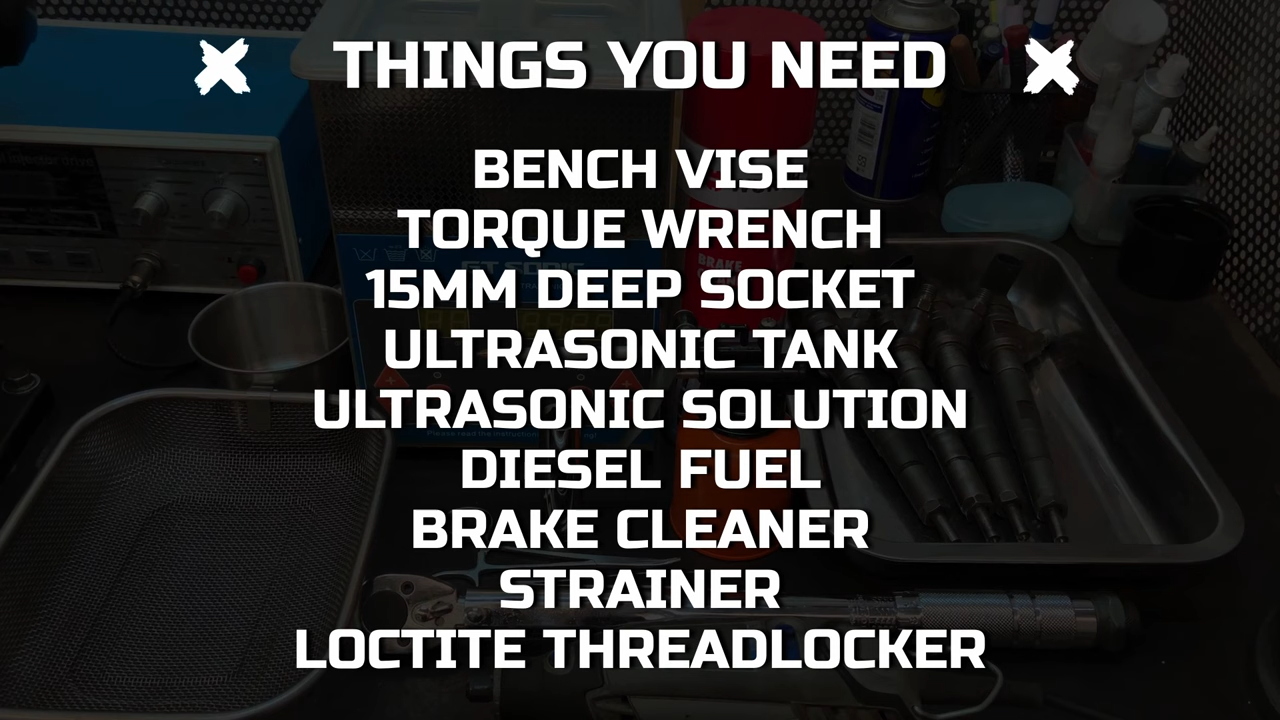 THINGS YOU NEED
BENCH VISE
TORQUE WRENCH
15MM DEEP SOCKET
ULTRASONIC TANK
ULTRASONIC SOLUTION
DIESEL FUEL
BRAKE CLEANER
STRAINER
LOCTITE THREADLOCKER